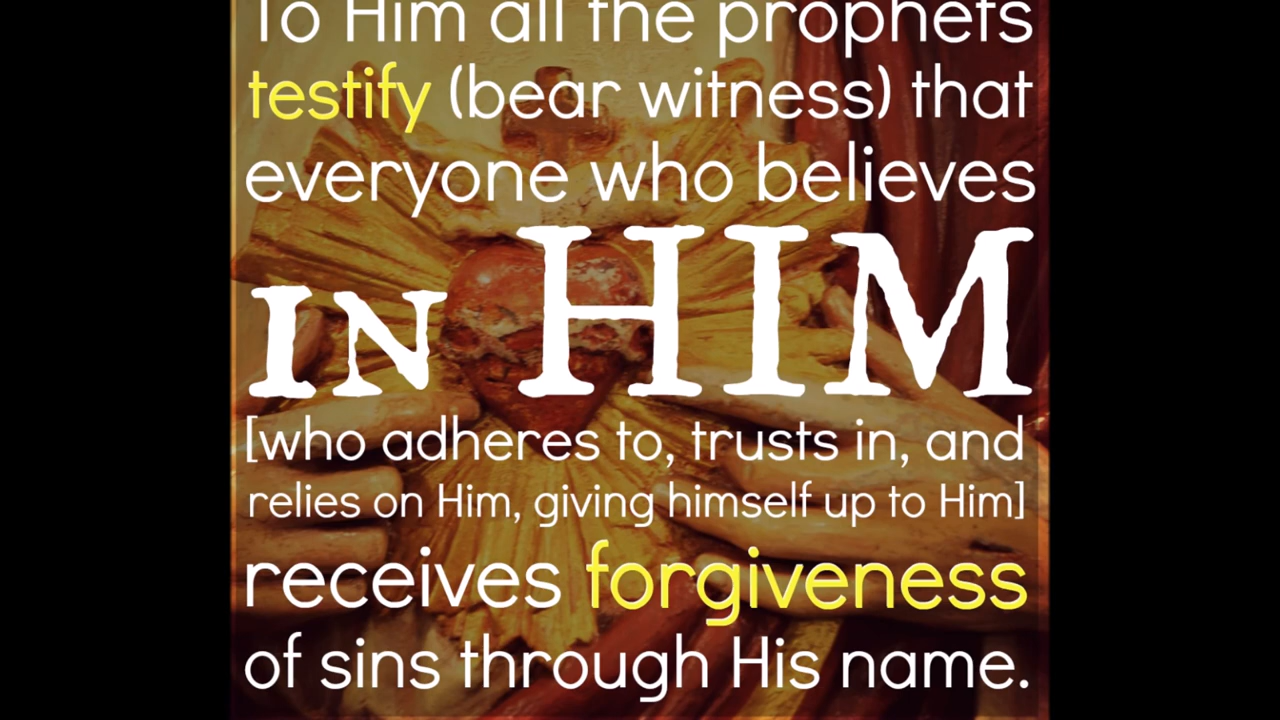 To Him all the prophets
testify (bear witness) that
everyone who believes
IN HIM
[who adheres to, trusts in, and
relies on Him, giving himself up to Him]
receives forgiveness
of sins through His name.